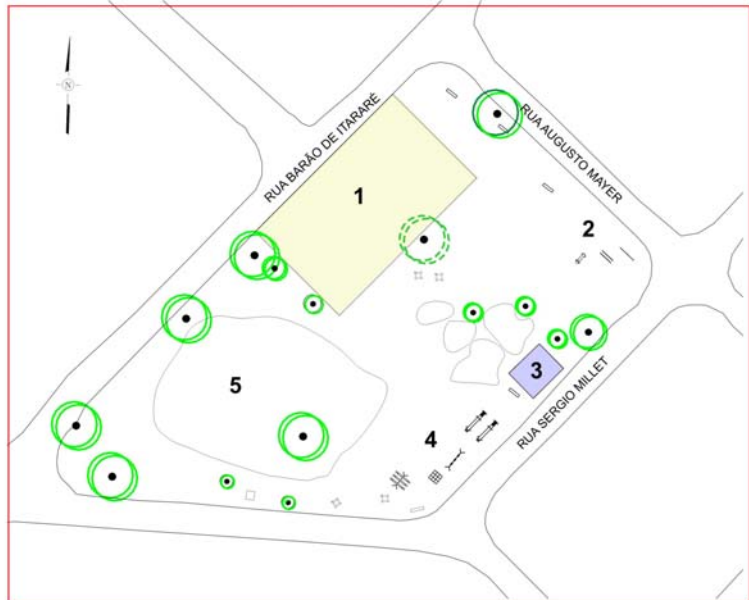 N
RUA BARÃO DE ITARARÉ
RUA AUGUSTO MAYER
1
2
3
RUA SERGIO MILLET
5
4